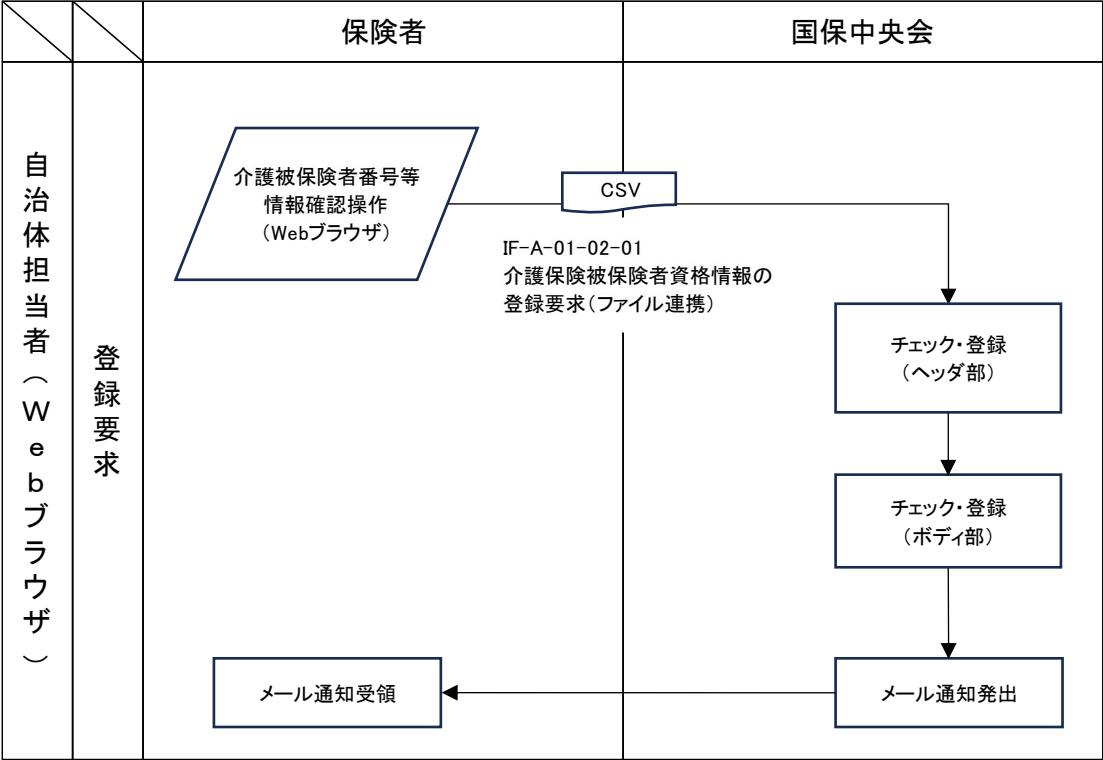 保険者
国保中央会
自治体担当者（Ｗｅｂブラウザ）
登録要求
介護被保険者番号等
情報確認操作
（Webブラウザ）
CSV
IF-A-01-02-01
介護保険被保険者資格情報の
登録要求（ファイル連携）
チェック・登録
（ヘッダ部）
チェック・登録
（ボディ部）
メール通知受領
メール通知発出